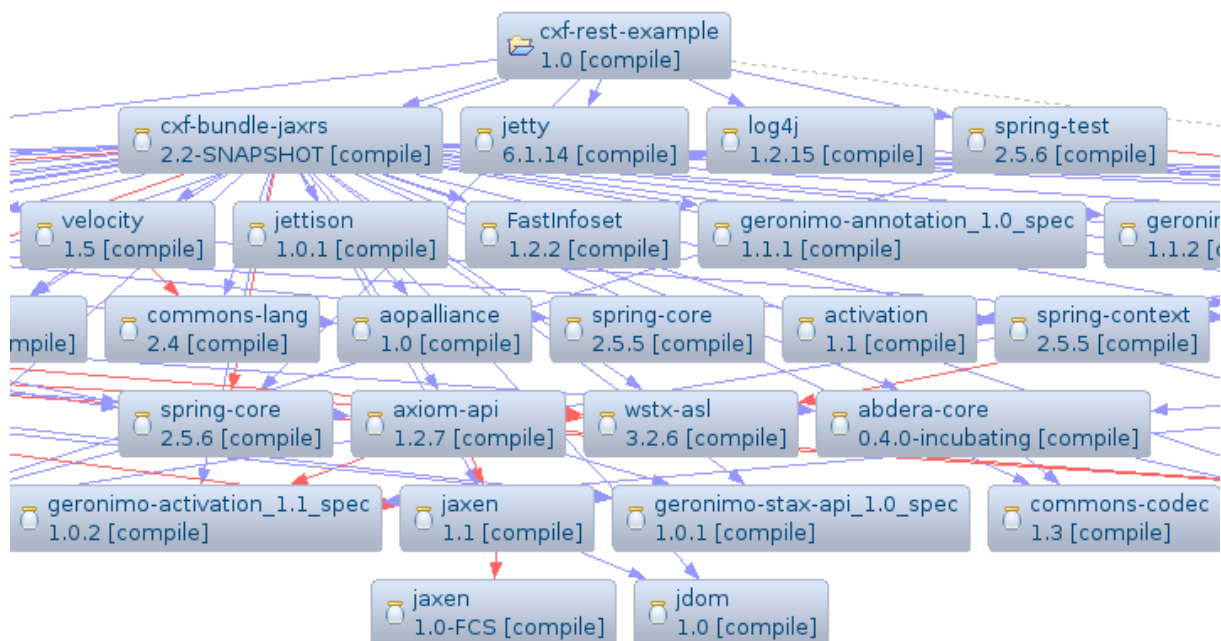 cxf-rest-example
1.0 [compile]
cxf-bundle-jaxrs
2.2-SNAPSHOT [compile]
jetty
6.1.14 [compile]
log4j
1.2.15 [compile]
spring-test
2.5.6 [compile]
velocity
1.5 [compile]
jettison
1.0.1 [compile]
FastInfoset
1.2.2 [compile]
geronimo-annotation_1.0_spec
1.1.1 [compile]
geronim
1.1.2 [c
mpile]
commons-lang
2.4 [compile]
aopalliance
1.0 [compile]
spring-core
2.5.5 [compile]
activation
1.1 [compile]
spring-context
2.5.5 [compile]
spring-core
2.5.6 [compile]
axiom-api
1.2.7 [compile]
wstx-asl
3.2.6 [compile]
abdera-core
0.4.0-incubating [compile]
geronimo-activation_1.1_spec
1.0.2 [compile]
jaxen
1.1 [compile]
geronimo-stax-api_1.0_spec
1.0.1 [compile]
commons-codec
1.3 [compile]
jaxen
1.0-FCS [compile]
jdom
1.0 [compile]